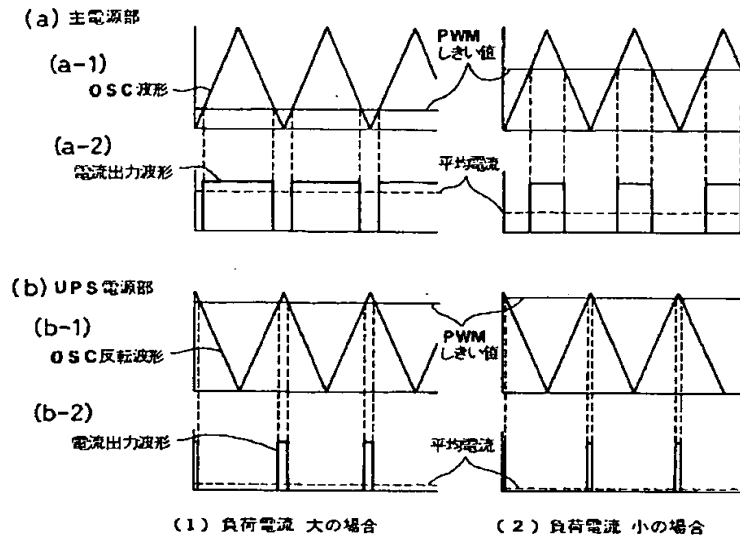 (a) 主電源部
(a-1)
OSC波形
PWM
しきい値
(a-2)
電流出力波形
平均電流
(b) UPS電源部
(b-1)
OSC反転波形
PWM
しきい値
(b-2)
電流出力波形
平均電流
(1) 負荷電流 大の場合
(2) 負荷電流 小の場合